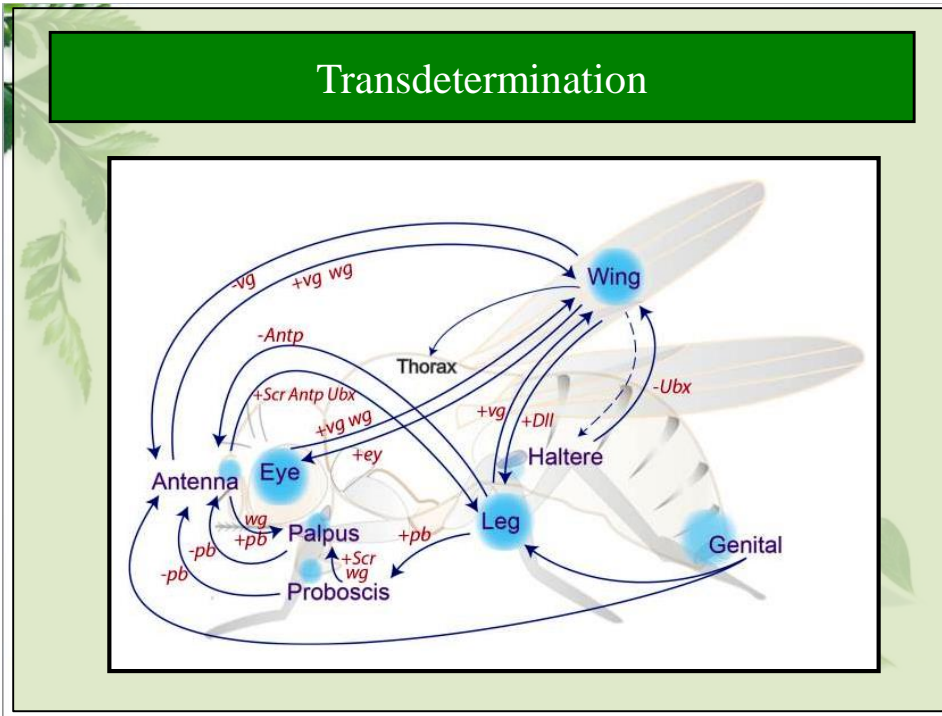 Transdetermination
Wing
-vg
+vg wg
-Antp
Thorax
+Scr Antp Ubx
+vg wg
+vg
+Dll
-Ubx
+ey
Haltere
Antenna
Eye
Leg
wg
+pb
Palpus
+pb
Genital
-pb
+Scr
wg
-pb
Proboscis